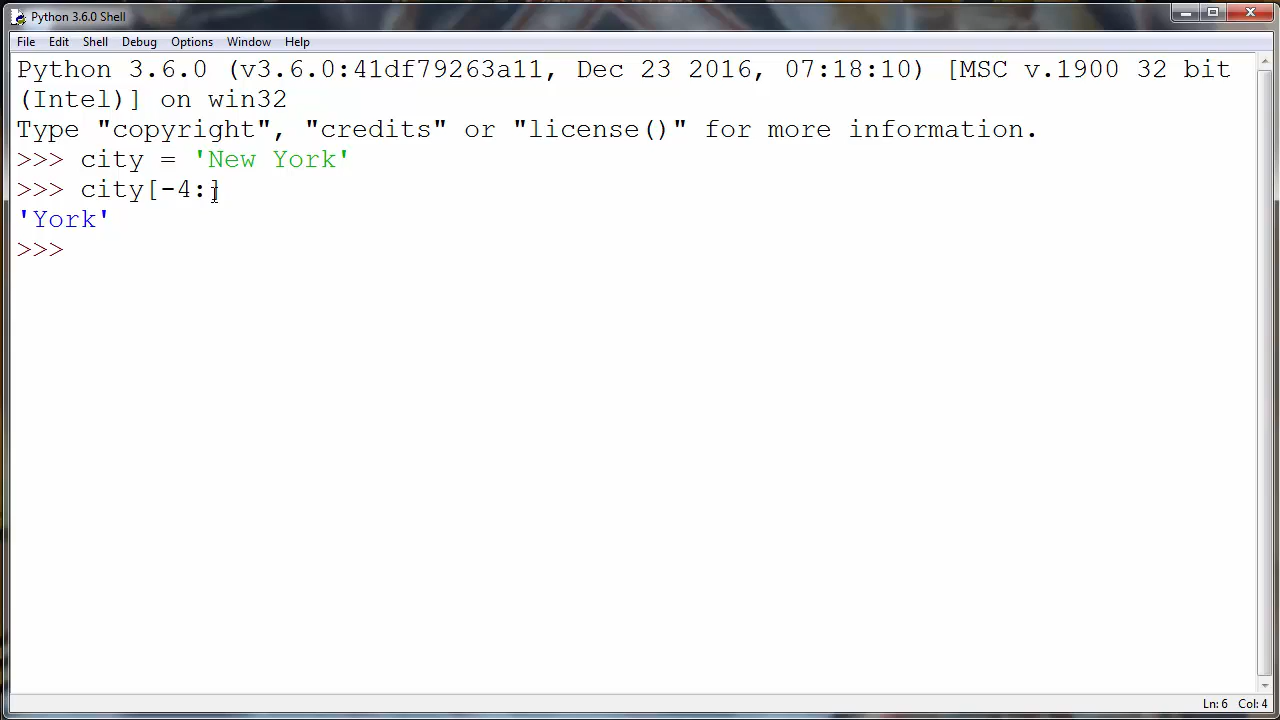 Python 3.6.0 Shell
File Edit Shell Debug Options Window Help
Python 3.6.0 (v3.6.0:41df79263a11, Dec 23 2016, 07:18:10) [MSC v.1900 32 bit
(Intel)] on win32
Type "copyright", "credits" or "license()" for more information.
>>> city = 'New York'
>>> city[-4:]
'York'
>>>
Ln: 6 Col: 4